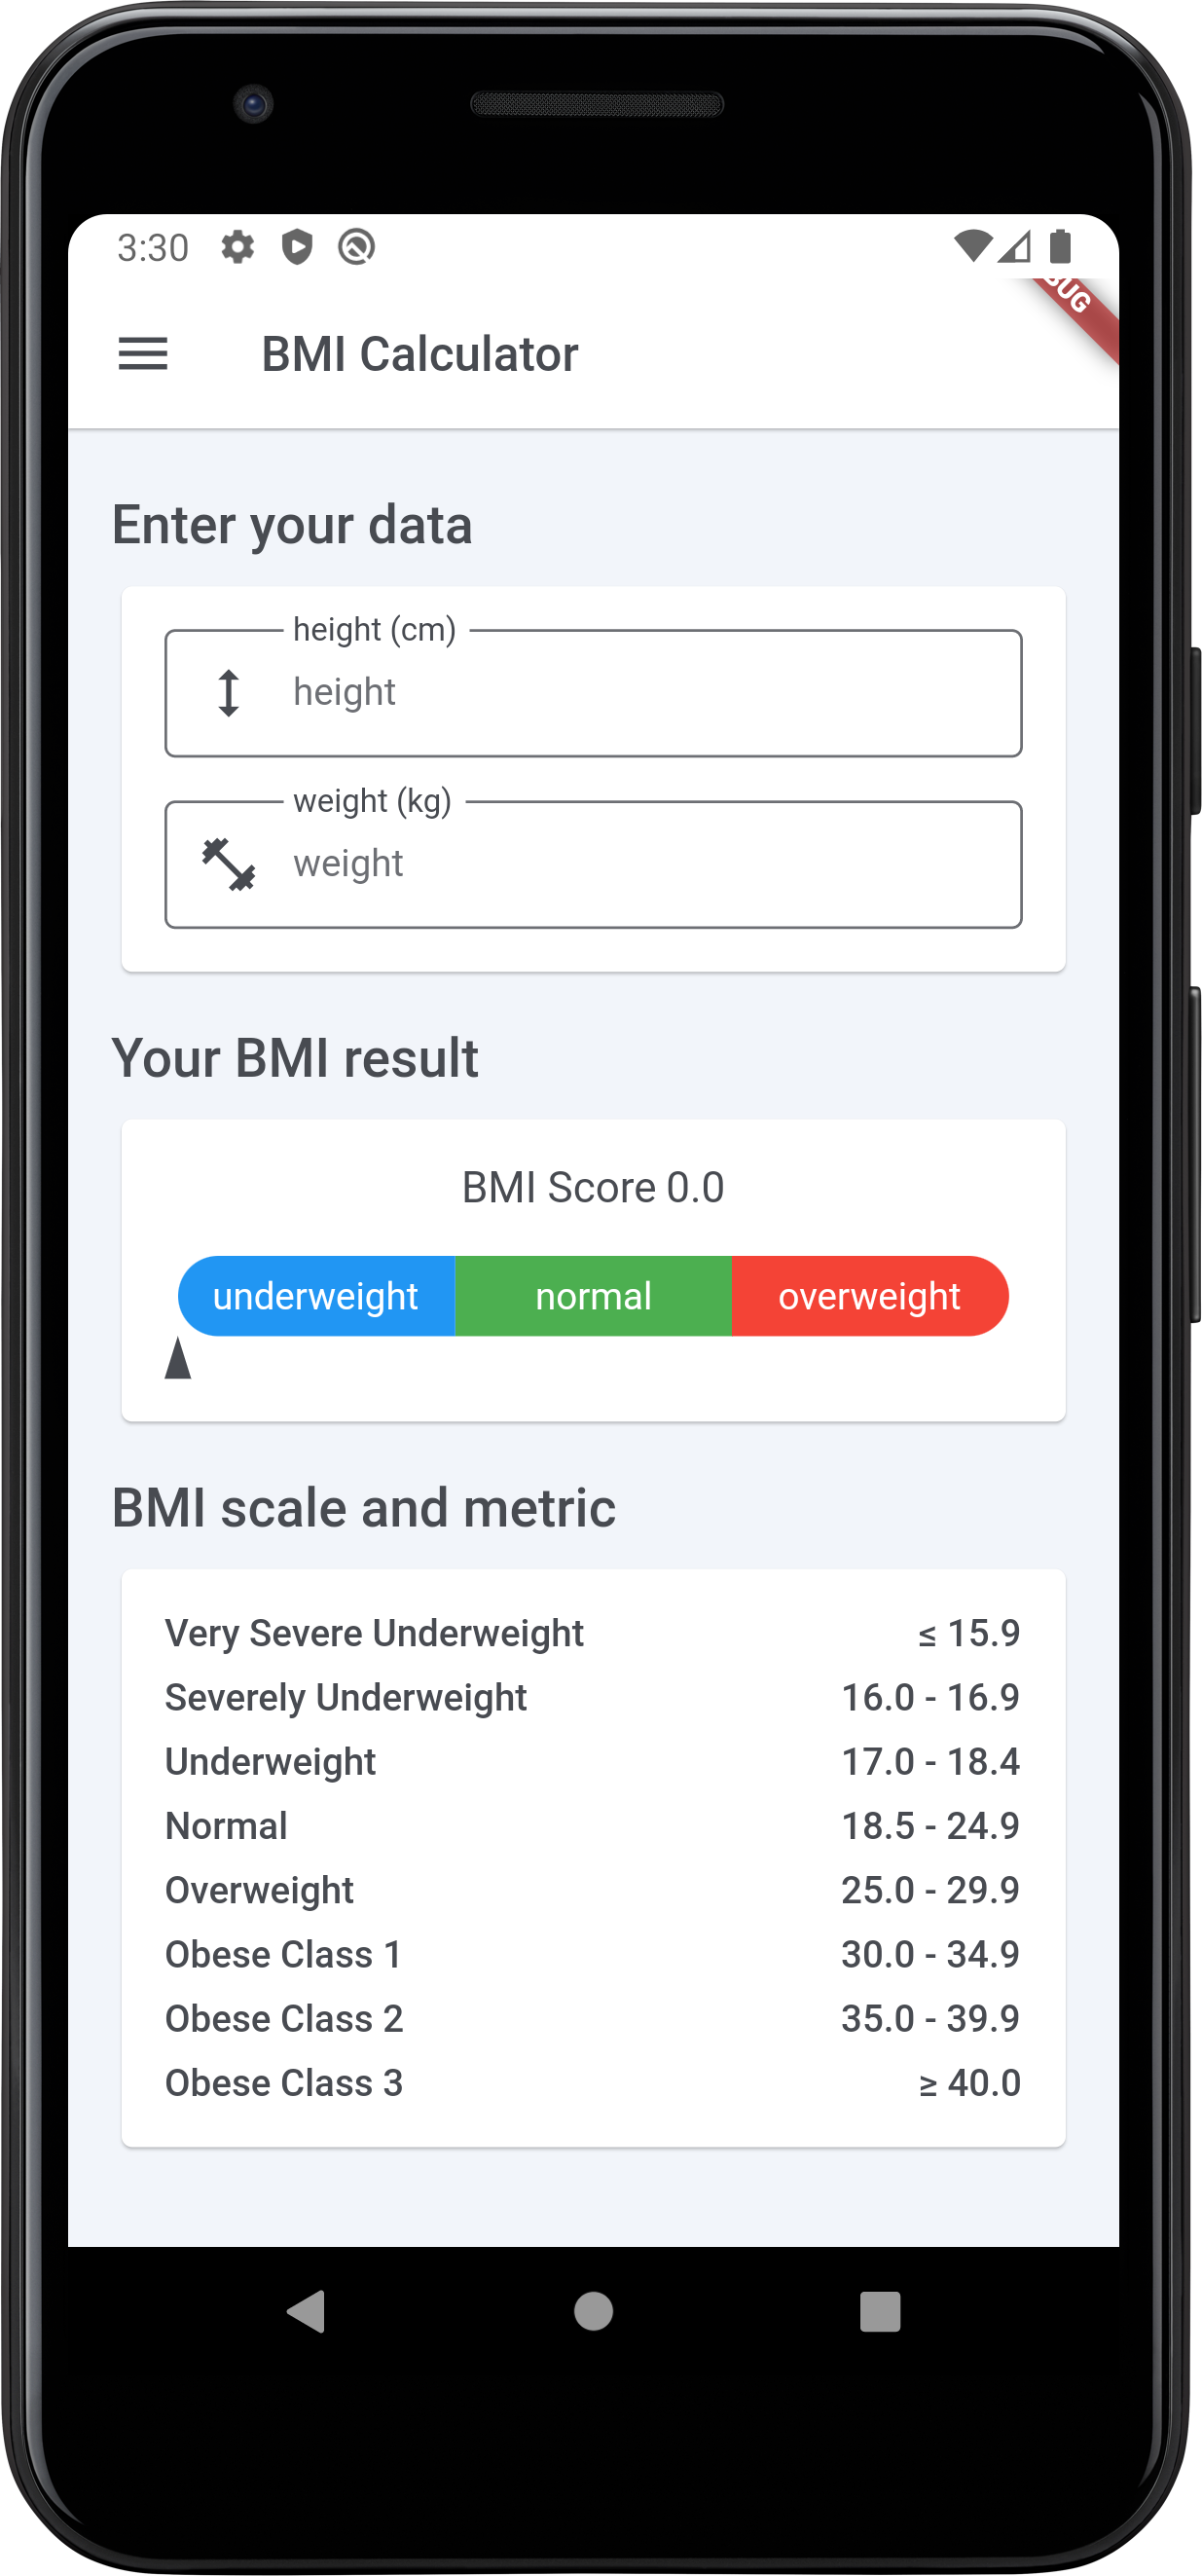 3:30
BMI Calculator
Enter your data
height (cm)
height
weight (kg)
weight
Your BMI result
BMI Score 0.0
underweight normal overweight
BMI scale and metric
Very Severe Underweight ≤ 15.9
Severely Underweight 16.0 - 16.9
Underweight 17.0 - 18.4
Normal 18.5 - 24.9
Overweight 25.0 - 29.9
Obese Class 1 30.0 - 34.9
Obese Class 2 35.0 - 39.9
Obese Class 3 ≥ 40.0